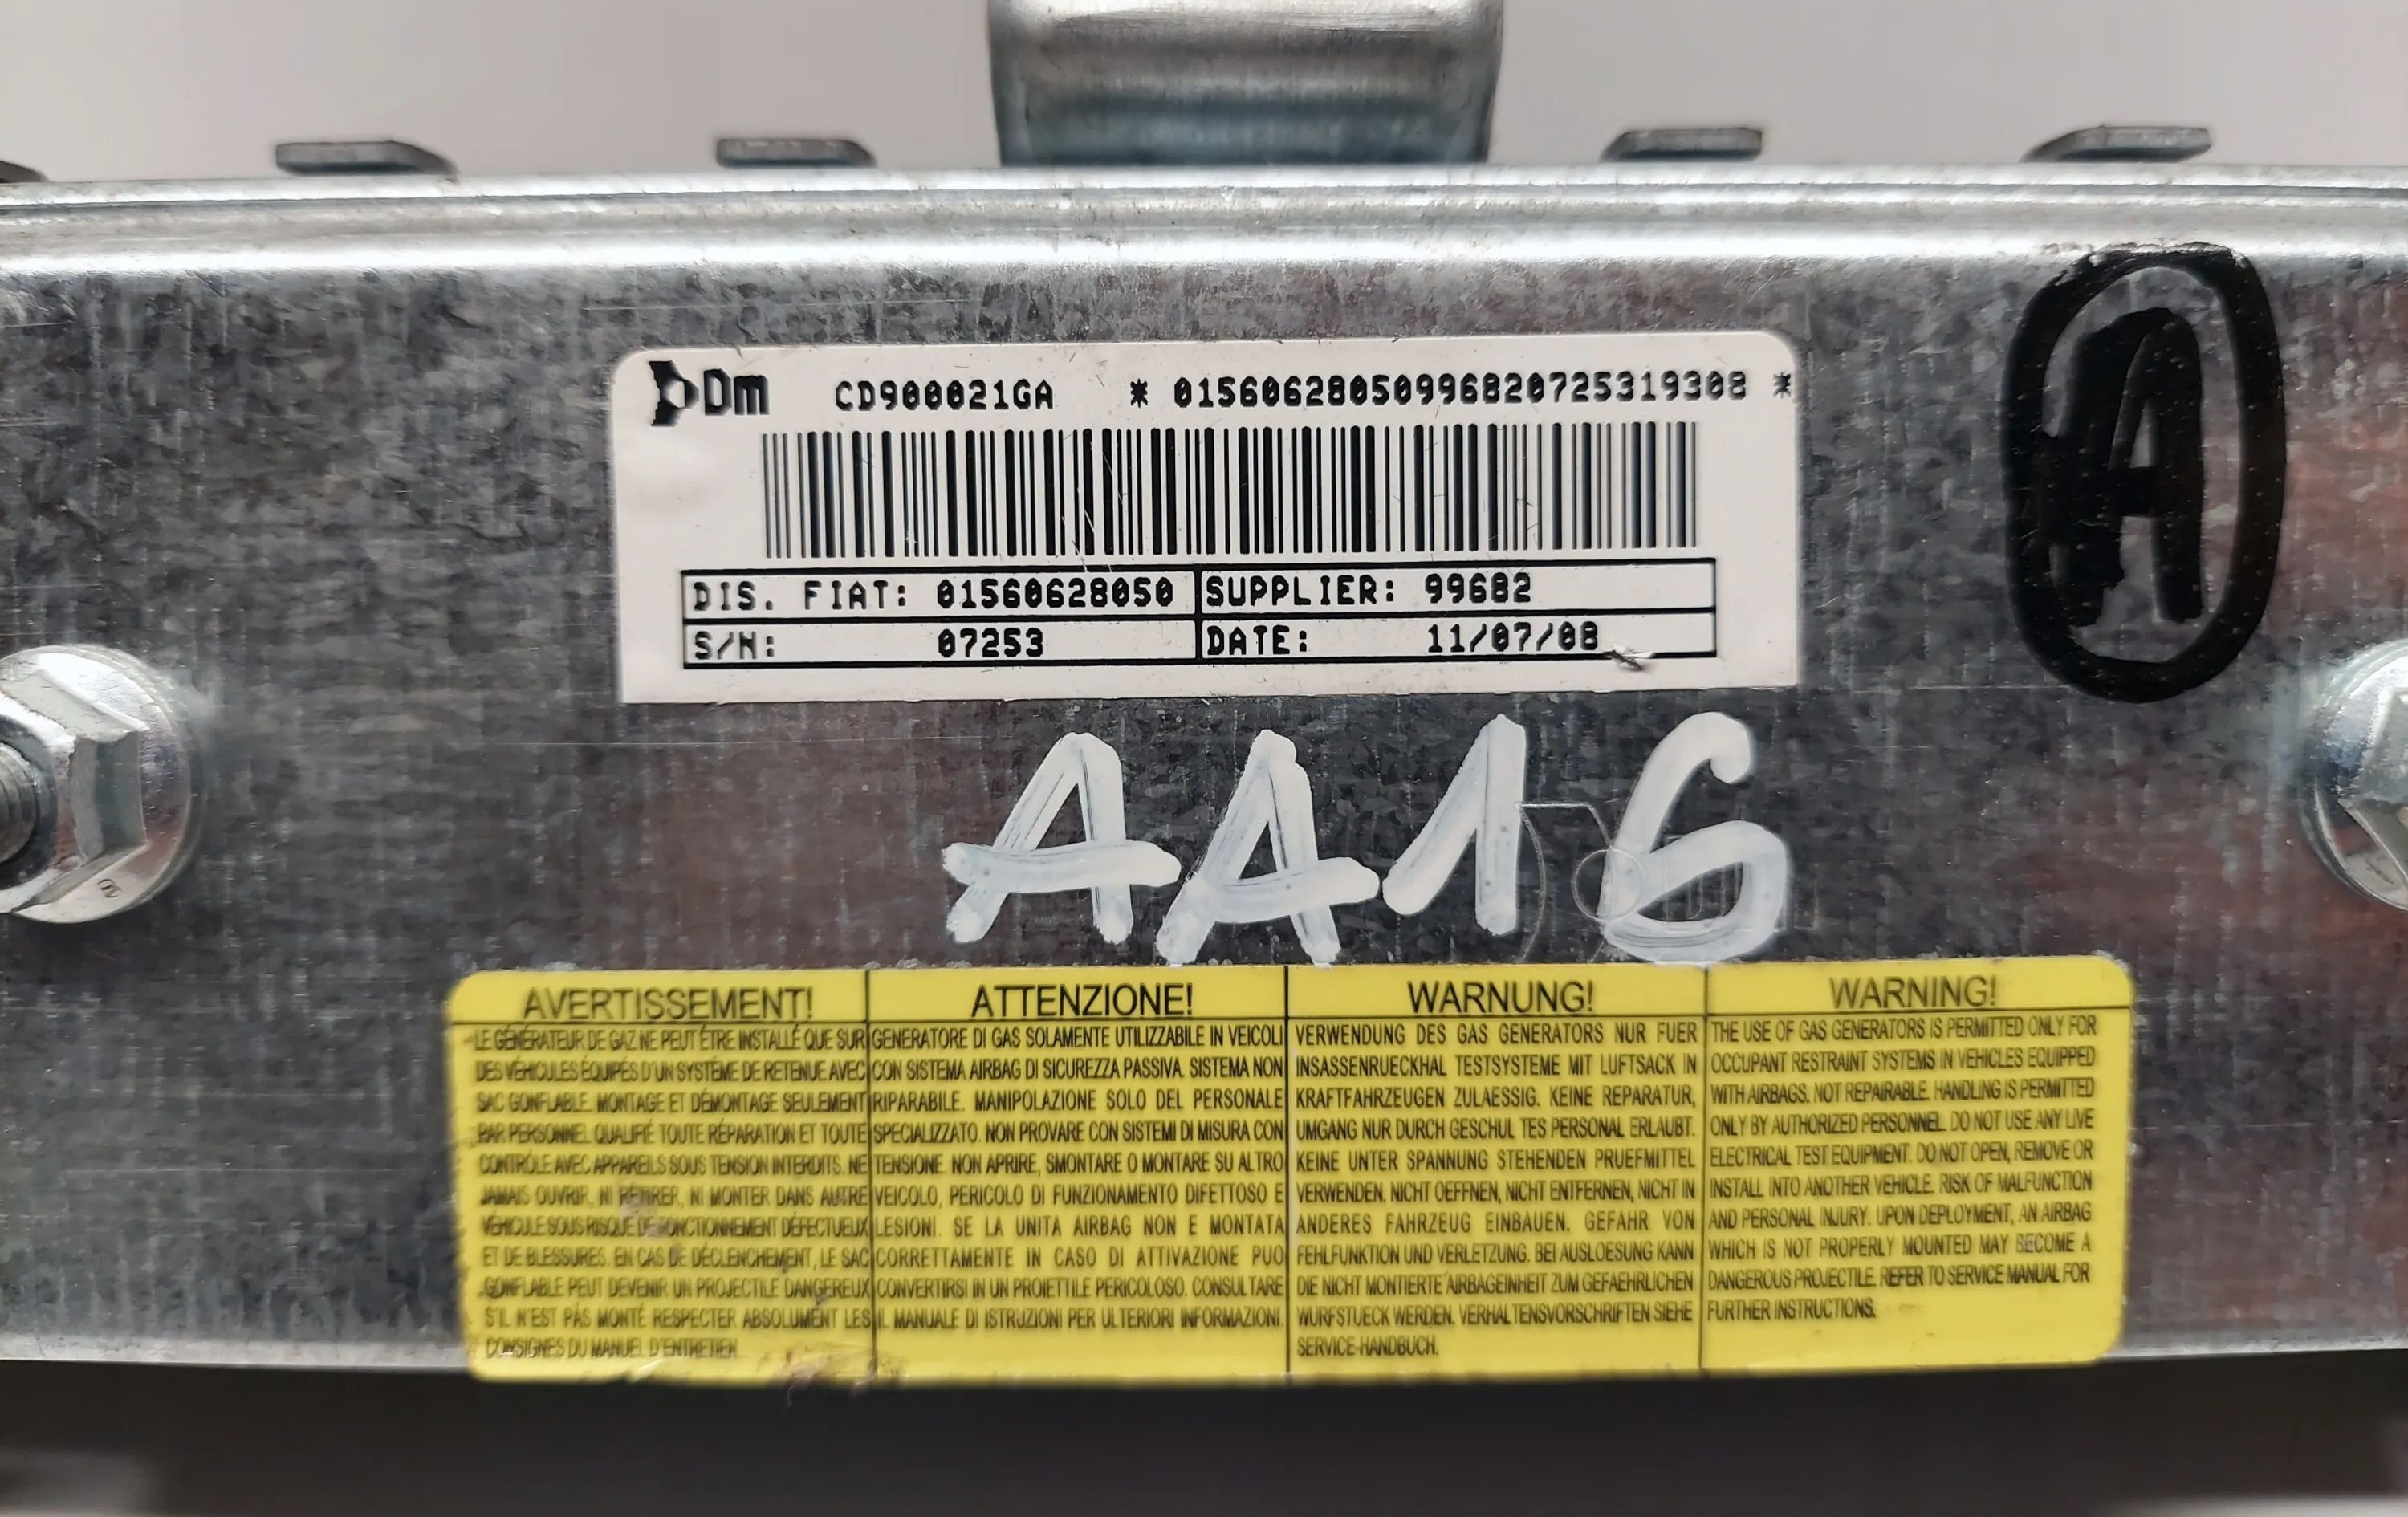 Dm CD900021GA * 01560628050996820725319308 *
DIS. FIAT: 01560628050 SUPPLIER: 99682
S/N: 07253 DATE: 11/07/08
A
AA16
AVERTISSEMENT!
LE GÉNÉRATEUR DE GAZ NE PEUT ÊTRE INSTALLÉ QUE SUR
DES VÉHICULES ÉQUIPÉS D'UN SYSTÈME DE RETENUE AVEC
SAC GONFLABLE. MONTAGE ET DÉMONTAGE SEULEMENT
PAR PERSONNEL QUALIFIÉ TOUTE RÉPARATION ET TOUTE
CONTRÔLE AVEC APPAREILS SOUS TENSION INTERDITS. NE
JAMAIS OUVRIR, NI RETIRER, NI MONTER DANS AUTRE
VÉHICULE SOUS RISQUE DE FONCTIONNEMENT DÉFECTUEUX
ET DE BLESSURES. EN CAS DE DÉCLENCHEMENT, LE SAC
GONFLABLE PEUT DEVENIR UN PROJECTILE DANGEREUX
S'IL N'EST PAS MONTÉ RESPECTER ABSOLUMENT LES
CONSIGNES DU MANUEL D'ENTRETIEN.
ATTENZIONE!
GENERATORE DI GAS SOLAMENTE UTILIZZABILE IN VEICOLI
CON SISTEMA AIRBAG DI SICUREZZA PASSIVA. SISTEMA NON
RIPARABILE. MANIPOLAZIONE SOLO DEL PERSONALE
SPECIALIZZATO. NON PROVARE CON SISTEMI DI MISURA CON
TENSIONE. NON APRIRE, SMONTARE O MONTARE SU ALTRO
VEICOLO, PERICOLO DI FUNZIONAMENTO DIFETTOSO E
LESIONI. SE LA UNITA AIRBAG NON E MONTATA
CORRETTAMENTE IN CASO DI ATTIVAZIONE PUO
CONVERTIRSI IN UN PROIETTILE PERICOLOSO. CONSULTARE
IL MANUALE DI ISTRUZIONI PER ULTERIORI INFORMAZIONI.
WARNUNG!
VERWENDUNG DES GAS GENERATORS NUR FUER
INSASSENRUECKHAL TESTSYSTEME MIT LUFTSACK IN
KRAFTFAHRZEUGEN ZULAESSIG. KEINE REPARATUR,
UMGANG NUR DURCH GESCHUL TES PERSONAL ERLAUBT.
KEINE UNTER SPANNUNG STEHENDEN PRUEFMITTEL
VERWENDEN. NICHT OEFFNEN, NICHT ENTFERNEN, NICHT IN
ANDERES FAHRZEUG EINBAUEN. GEFAHR VON
FEHLFUNKTION UND VERLETZUNG. BEI AUSLOESUNG KANN
DIE NICHT MONTIERTE AIRBAGEINHEIT ZUM GEFAEHRLICHEN
WURFSTUECK WERDEN. VERHALTENSVORSCHRIFTEN SIEHE
SERVICE-HANDBUCH.
WARNING!
THE USE OF GAS GENERATORS IS PERMITTED ONLY FOR
OCCUPANT RESTRAINT SYSTEMS IN VEHICLES EQUIPPED
WITH AIRBAGS. NOT REPAIRABLE. HANDLING IS PERMITTED
ONLY BY AUTHORIZED PERSONNEL. DO NOT USE ANY LIVE
ELECTRICAL TEST EQUIPMENT. DO NOT OPEN, REMOVE OR
INSTALL INTO ANOTHER VEHICLE. RISK OF MALFUNCTION
AND PERSONAL INJURY. UPON DEPLOYMENT, AN AIRBAG
WHICH IS NOT PROPERLY MOUNTED MAY BECOME A
DANGEROUS PROJECTILE. REFER TO SERVICE MANUAL FOR
FURTHER INSTRUCTIONS.